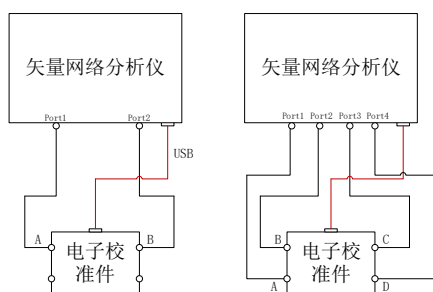 矢量网络分析仪
Port1
Port2
USB
A
B
电子校
准件
矢量网络分析仪
Port1
Port2
Port3
Port4
B
C
电子校
准件
A
D